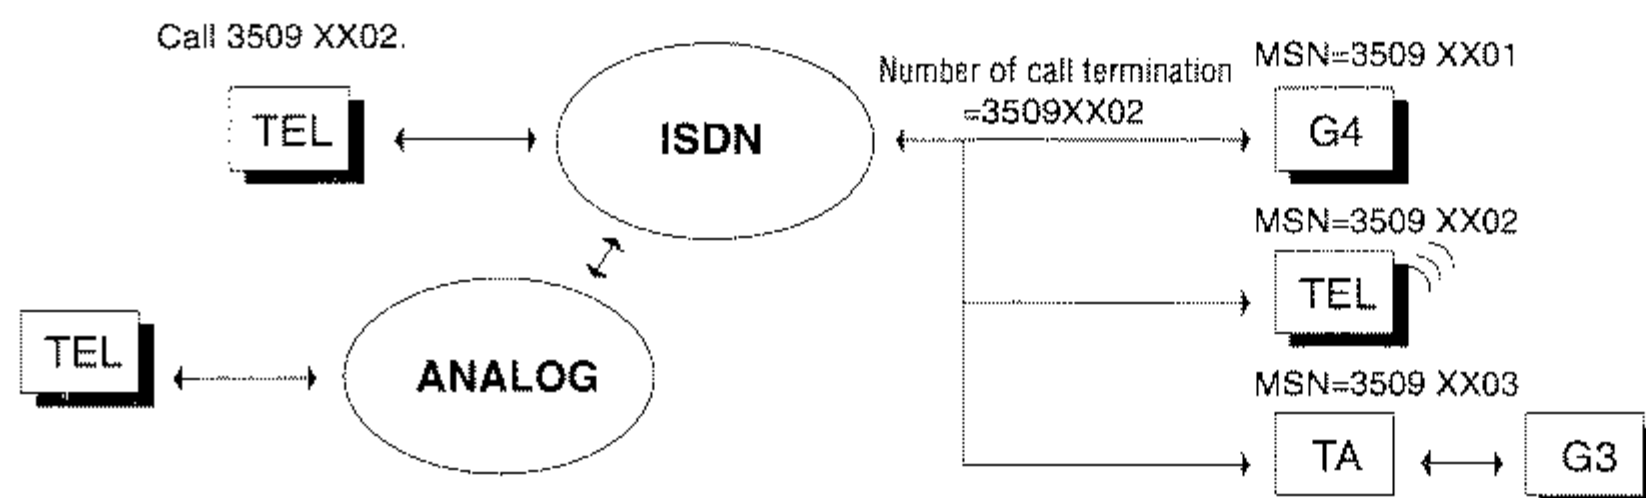 Call 3509 XX02.
TEL
ISDN
Number of call termination
=3509XX02
MSN=3509 XX01
G4
MSN=3509 XX02
TEL
TEL
ANALOG
MSN=3509 XX03
TA
G3